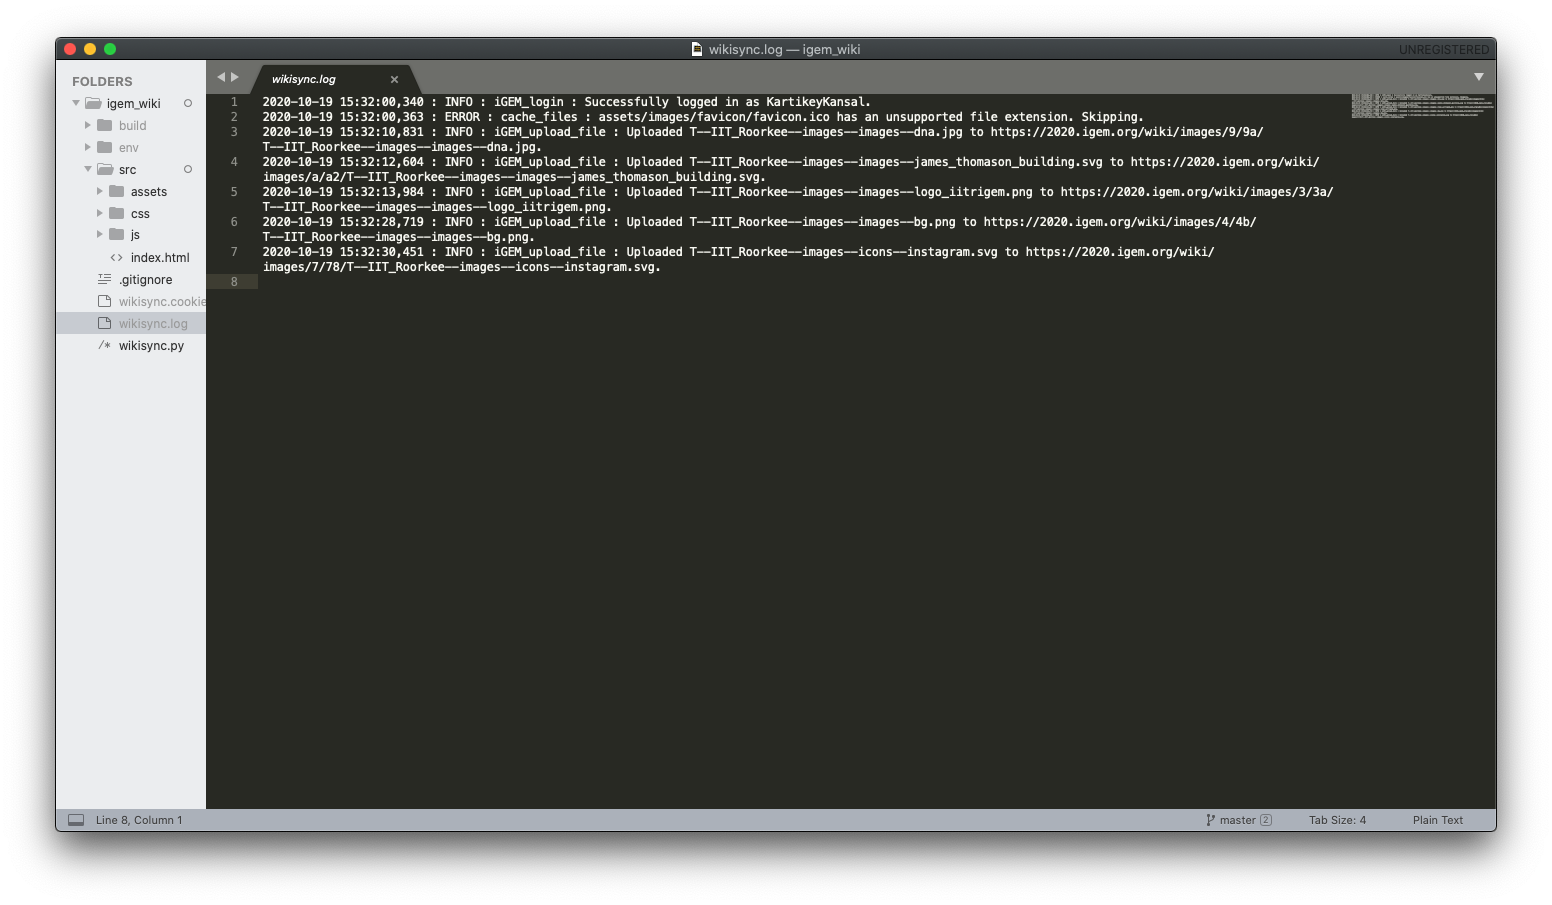 wikisync.log — igem_wiki
UNREGISTERED
FOLDERS
igem_wiki
build
env
src
assets
css
js
<> index.html
.gitignore
wikisync.cookie
wikisync.log
/* wikisync.py
wikisync.log ×
1 2020-10-19 15:32:00,340 : INFO : iGEM_login : Successfully logged in as KartikeyKansal.
2 2020-10-19 15:32:00,363 : ERROR : cache_files : assets/images/favicon/favicon.ico has an unsupported file extension. Skipping.
3 2020-10-19 15:32:10,831 : INFO : iGEM_upload_file : Uploaded T--IIT_Roorkee--images--images--dna.jpg to https://2020.igem.org/wiki/images/9/9a/
T--IIT_Roorkee--images--images--dna.jpg.
4 2020-10-19 15:32:12,604 : INFO : iGEM_upload_file : Uploaded T--IIT_Roorkee--images--images--james_thomason_building.svg to https://2020.igem.org/wiki/
images/a/a2/T--IIT_Roorkee--images--images--james_thomason_building.svg.
5 2020-10-19 15:32:13,984 : INFO : iGEM_upload_file : Uploaded T--IIT_Roorkee--images--images--logo_iitrigem.png to https://2020.igem.org/wiki/images/3/3a/
T--IIT_Roorkee--images--images--logo_iitrigem.png.
6 2020-10-19 15:32:28,719 : INFO : iGEM_upload_file : Uploaded T--IIT_Roorkee--images--images--bg.png to https://2020.igem.org/wiki/images/4/4b/
T--IIT_Roorkee--images--images--bg.png.
7 2020-10-19 15:32:30,451 : INFO : iGEM_upload_file : Uploaded T--IIT_Roorkee--images--icons--instagram.svg to https://2020.igem.org/wiki/
images/7/78/T--IIT_Roorkee--images--icons--instagram.svg.
8
Line 8, Column 1
master 2
Tab Size: 4
Plain Text